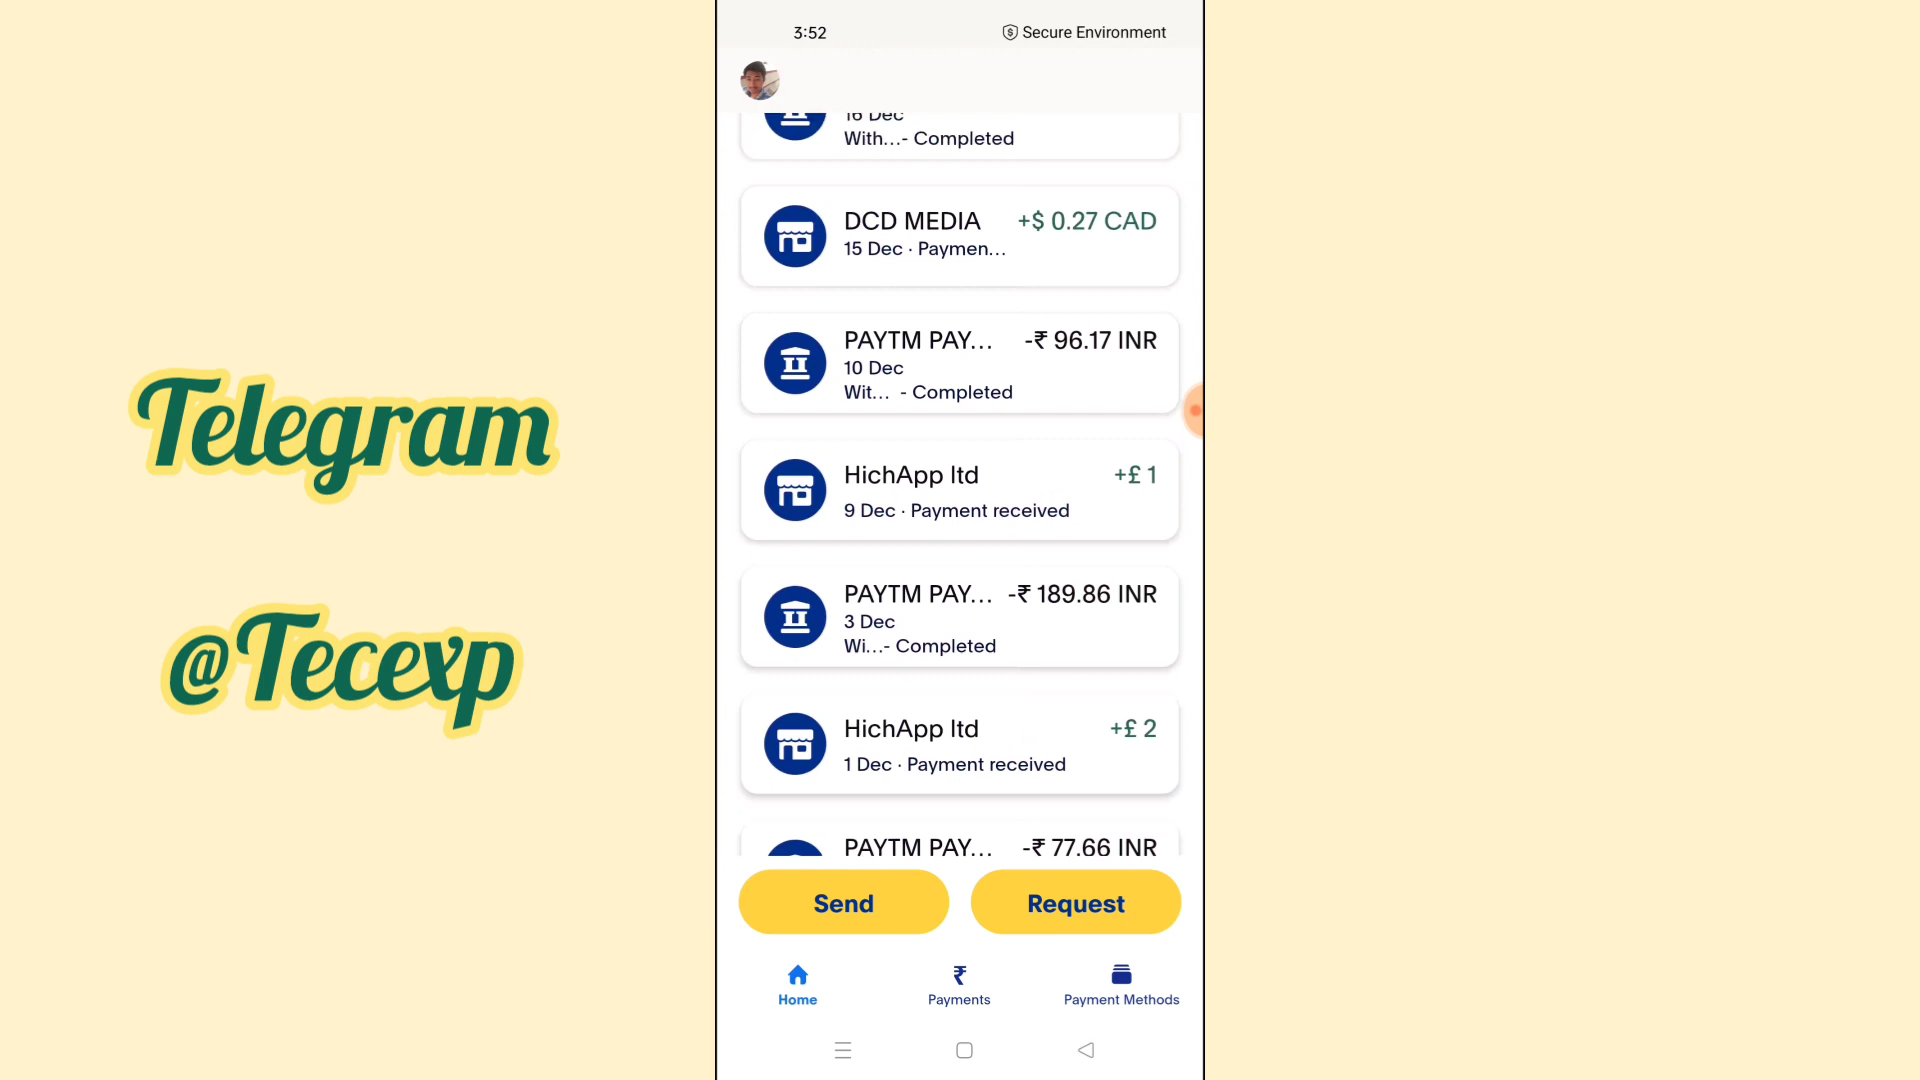 Telegram
@Tecexp
3:52
Secure Environment
16 Dec
With...- Completed
DCD MEDIA +$ 0.27 CAD
15 Dec · Paymen...
PAYTM PAY... -₹ 96.17 INR
10 Dec
Wit... - Completed
HichApp ltd +£ 1
9 Dec · Payment received
PAYTM PAY... -₹ 189.86 INR
3 Dec
Wi...- Completed
HichApp ltd +£ 2
1 Dec · Payment received
PAYTM PAY... -₹ 77.66 INR
Send Request
Home Payments Payment Methods